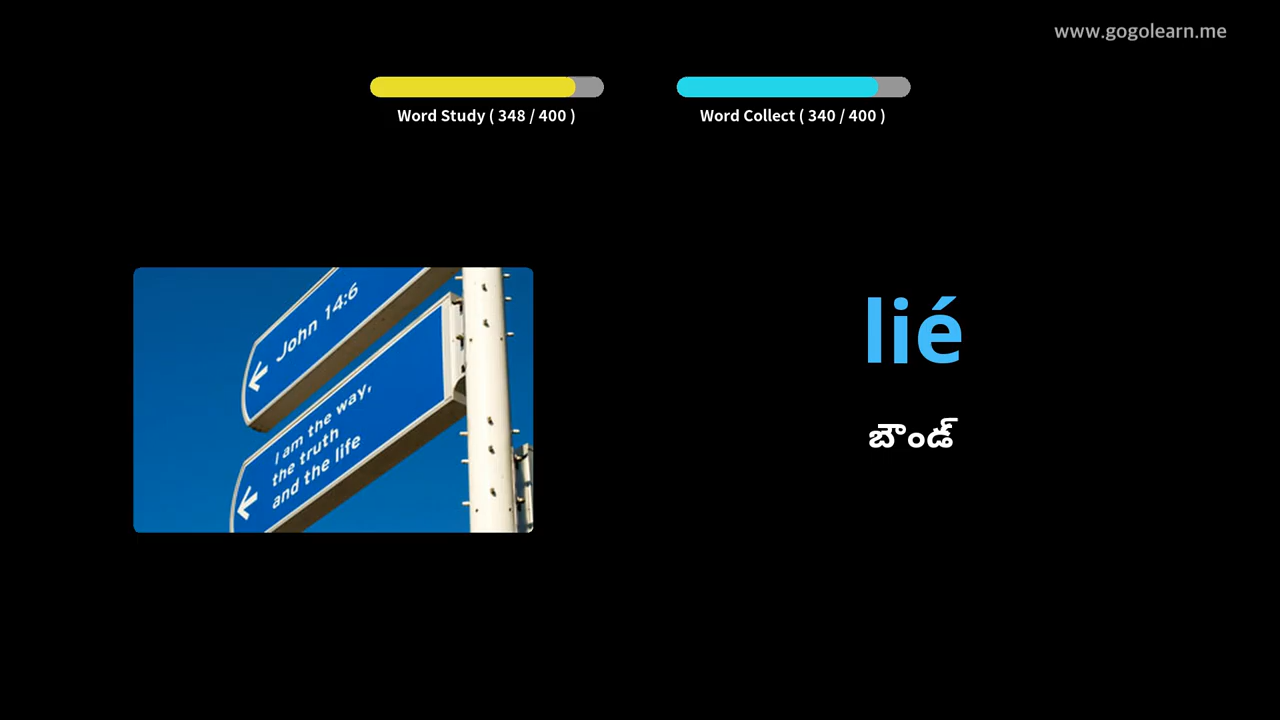 www.gogolearn.me
Word Study ( 348 / 400 )
Word Collect ( 340 / 400 )
John 14:6
I am the way,
the truth
and the life
lié
బౌండ్